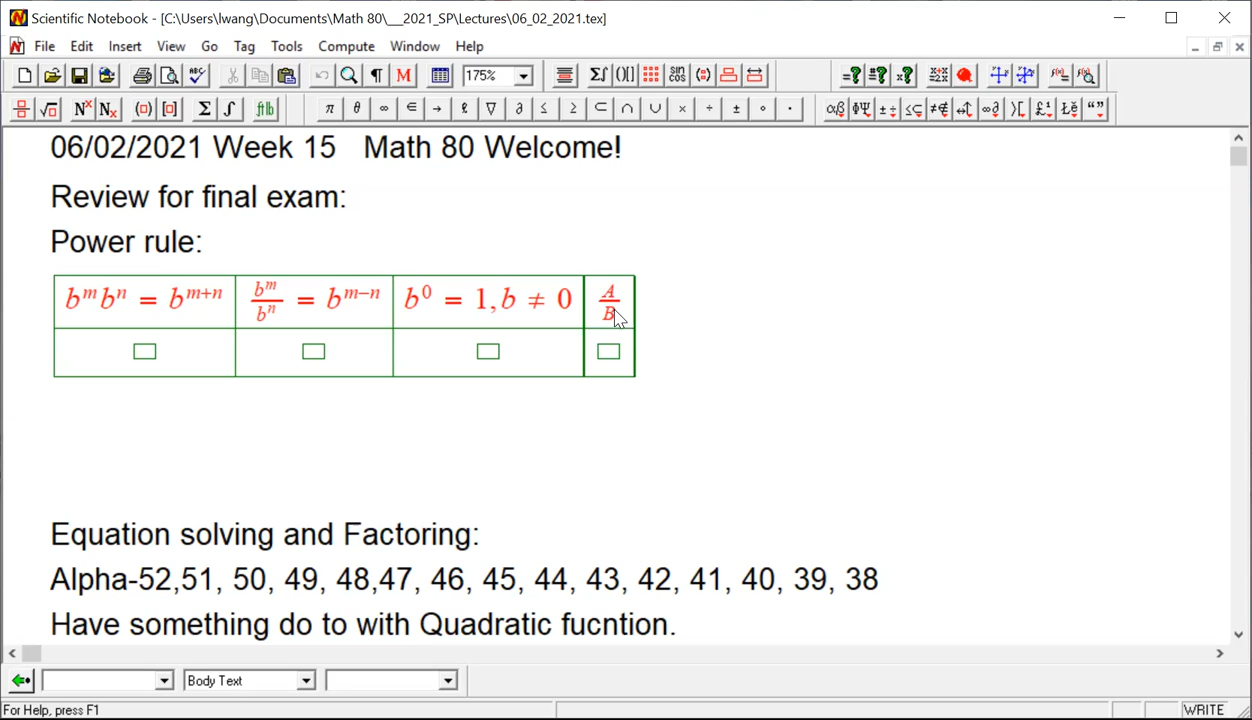 Scientific Notebook - [C:\Users\lwang\Documents\Math 80\__2021_SP\Lectures\06_02_2021.tex]
File Edit Insert View Go Tag Tools Compute Window Help
175%
06/02/2021 Week 15 Math 80 Welcome!
Review for final exam:
Power rule:
b^m b^n = b^{m+n} b^m/b^n = b^{m-n} b^0 = 1, b ≠ 0 A/B
Equation solving and Factoring:
Alpha-52,51, 50, 49, 48,47, 46, 45, 44, 43, 42, 41, 40, 39, 38
Have something do to with Quadratic fucntion.
Body Text
For Help, press F1 WRITE